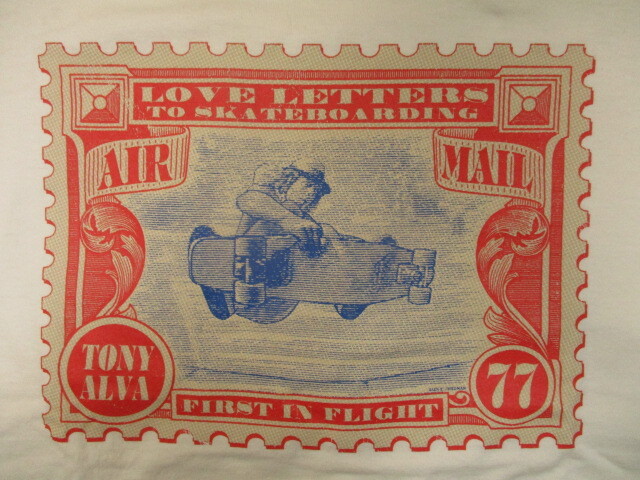 LOVE LETTERS
TO SKATEBOARDING
AIR MAIL
TONY
ALVA
77
FIRST IN FLIGHT